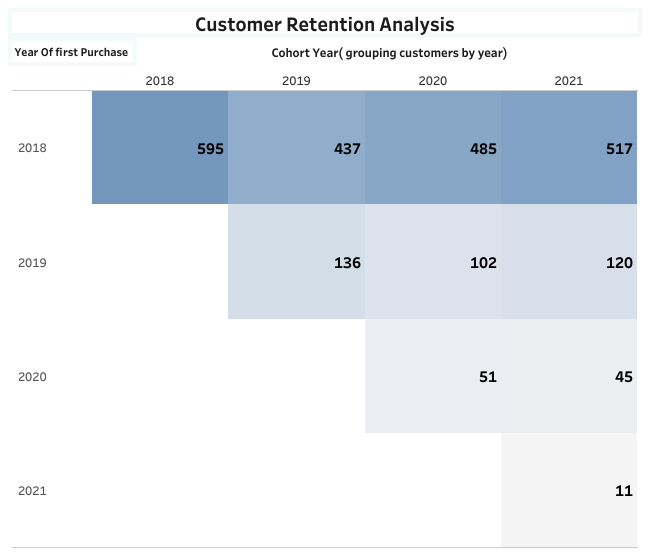 Customer Retention Analysis
Year Of first Purchase
Cohort Year( grouping customers by year)
2018 2019 2020 2021
2018 595 437 485 517
2019 136 102 120
2020 51 45
2021 11